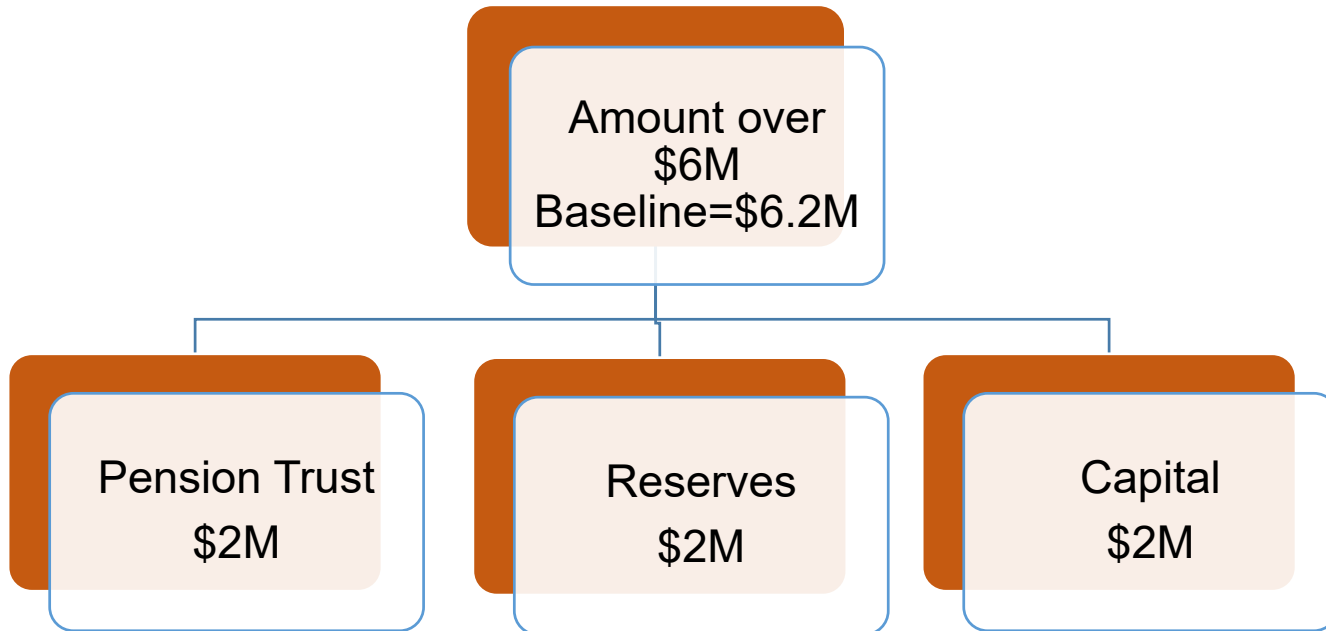 Amount over
$6M
Baseline=$6.2M
Pension Trust
$2M
Reserves
$2M
Capital
$2M